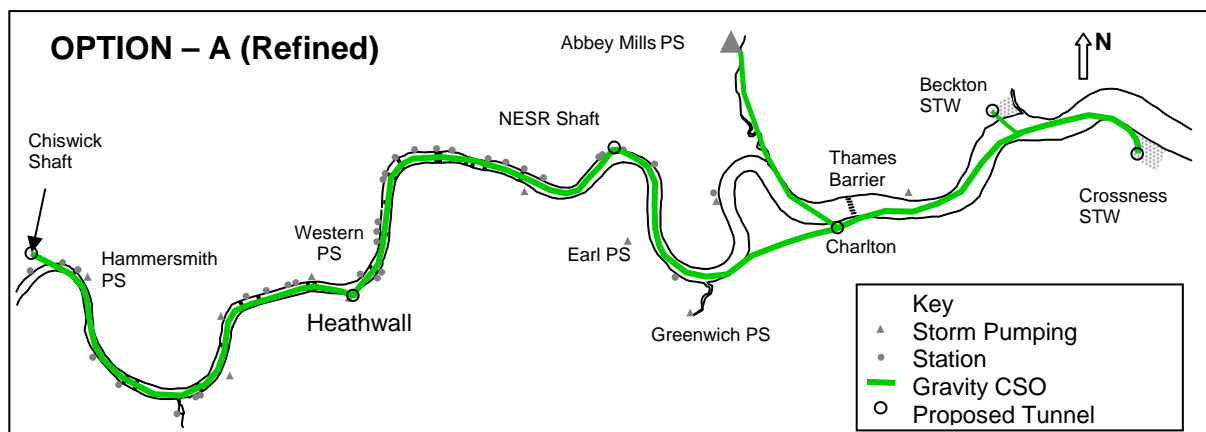 OPTION – A (Refined)
Abbey Mills PS
N
Beckton
STW
NESR Shaft
Chiswick
Shaft
Thames
Barrier
Crossness
STW
Western
PS
Hammersmith
PS
Earl PS
Charlton
Heathwall
Greenwich PS
Key
Storm Pumping
Station
Gravity CSO
Proposed Tunnel